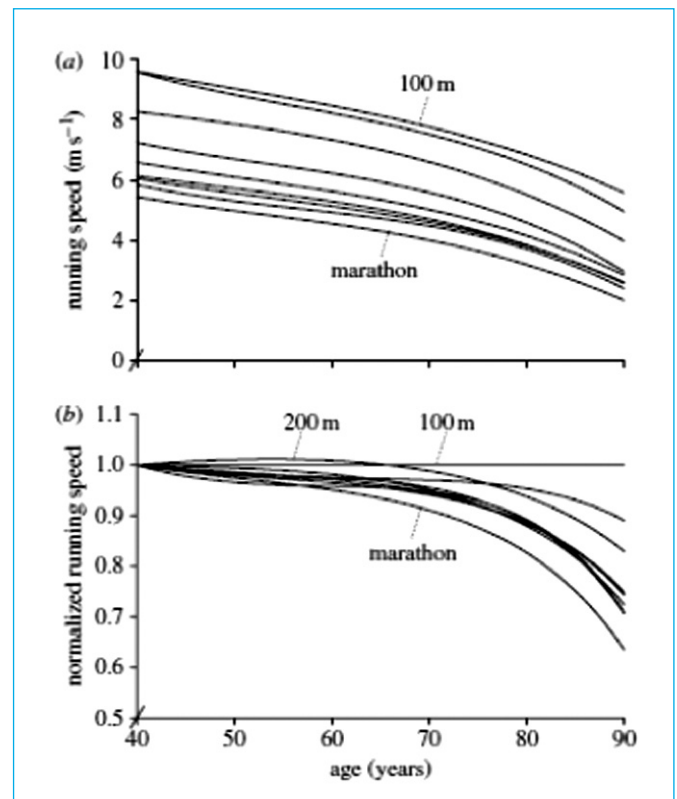 (a)
10
8
6
4
2
0
running speed (m s⁻¹)
100 m
marathon
(b)
1.1
1.0
0.9
0.8
0.7
0.6
0.5
normalized running speed
200 m
100 m
marathon
40
50
60
70
80
90
age (years)